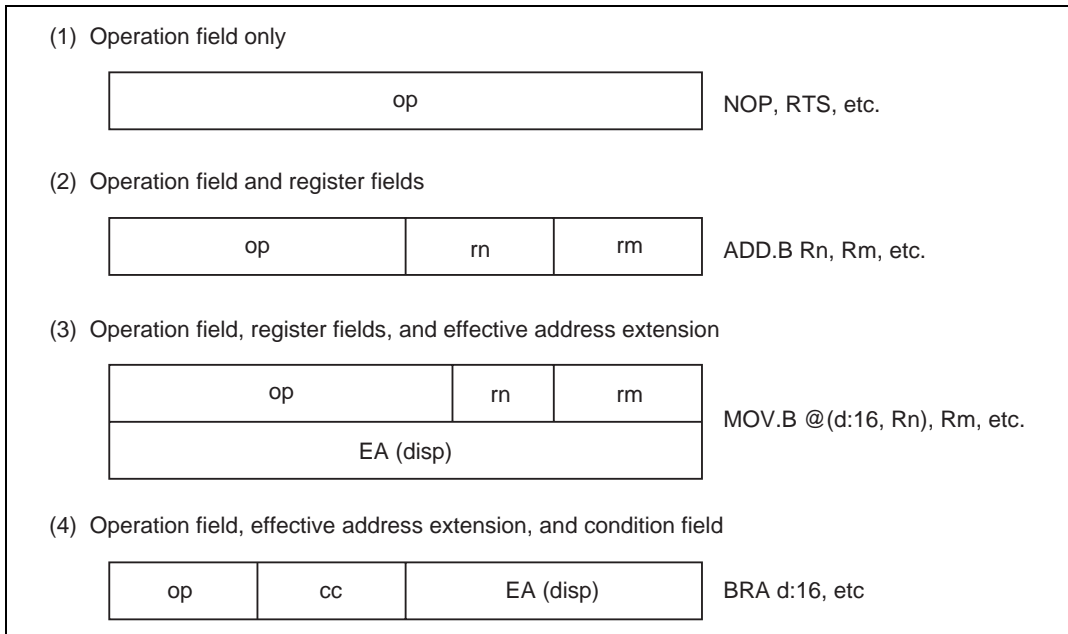 (1) Operation field only
op
NOP, RTS, etc.
(2) Operation field and register fields
op rn rm
ADD.B Rn, Rm, etc.
(3) Operation field, register fields, and effective address extension
op rn rm
EA (disp)
MOV.B @(d:16, Rn), Rm, etc.
(4) Operation field, effective address extension, and condition field
op cc EA (disp)
BRA d:16, etc